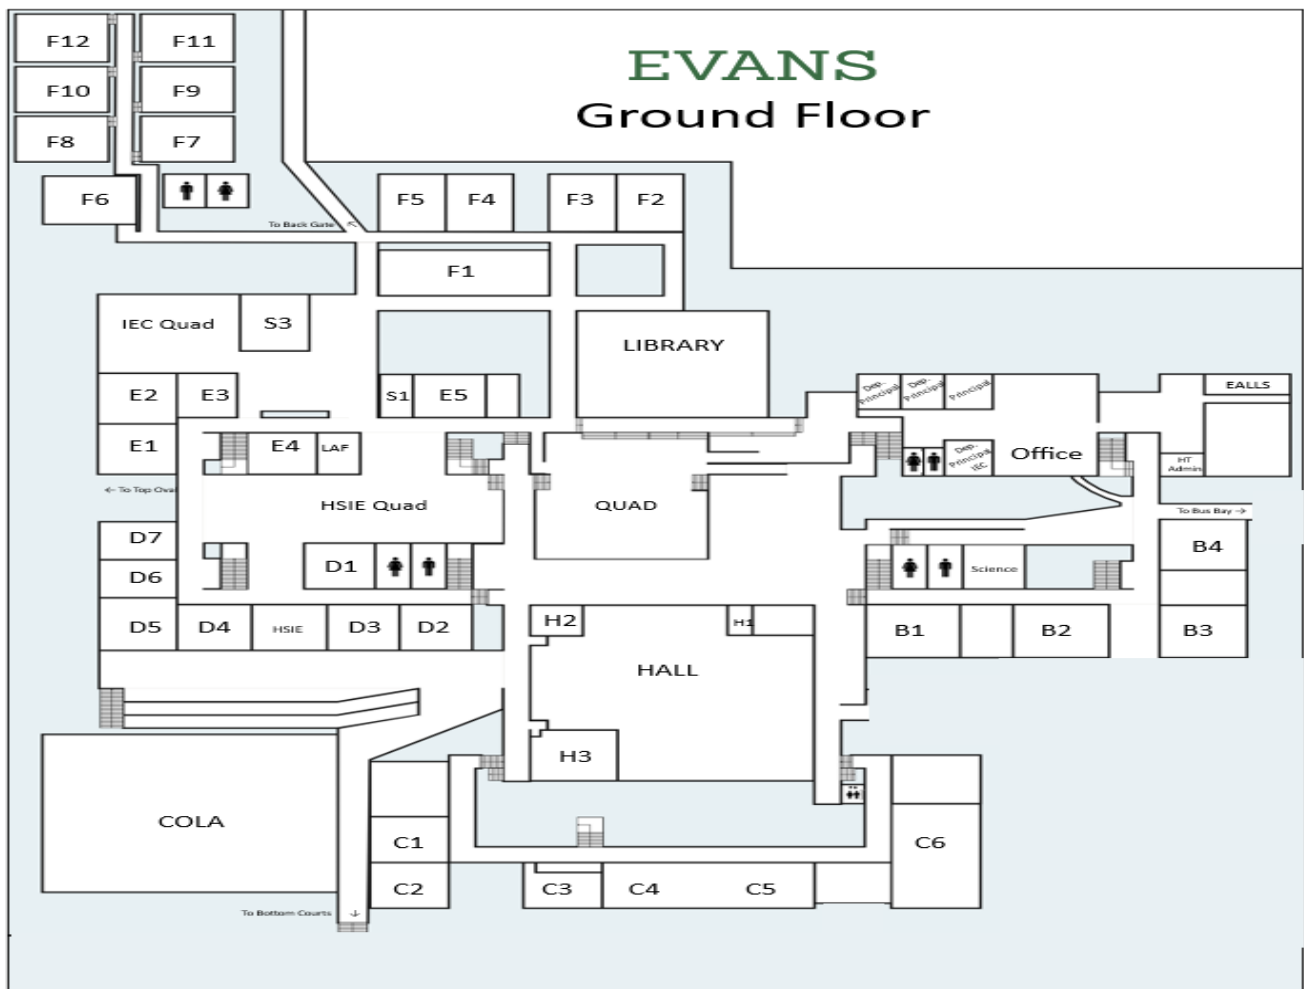 EVANS
Ground Floor
F12
F11
F10
F9
F8
F7
F6
To Back Gate
F5
F4
F3
F2
F1
IEC Quad
S3
LIBRARY
E2
E3
S1
E5
Dep.
Principal
Dep.
Principal
Principal
EALLS
E1
E4
LAF
Dep.
Principal
IEC
Office
HT
Admin
← To Top Oval
HSIE Quad
QUAD
To Bus Bay →
D7
D1
Science
B4
D6
D5
D4
HSIE
D3
D2
H2
H1
B1
B2
B3
HALL
H3
COLA
C1
C6
C2
C3
C4
C5
To Bottom Courts